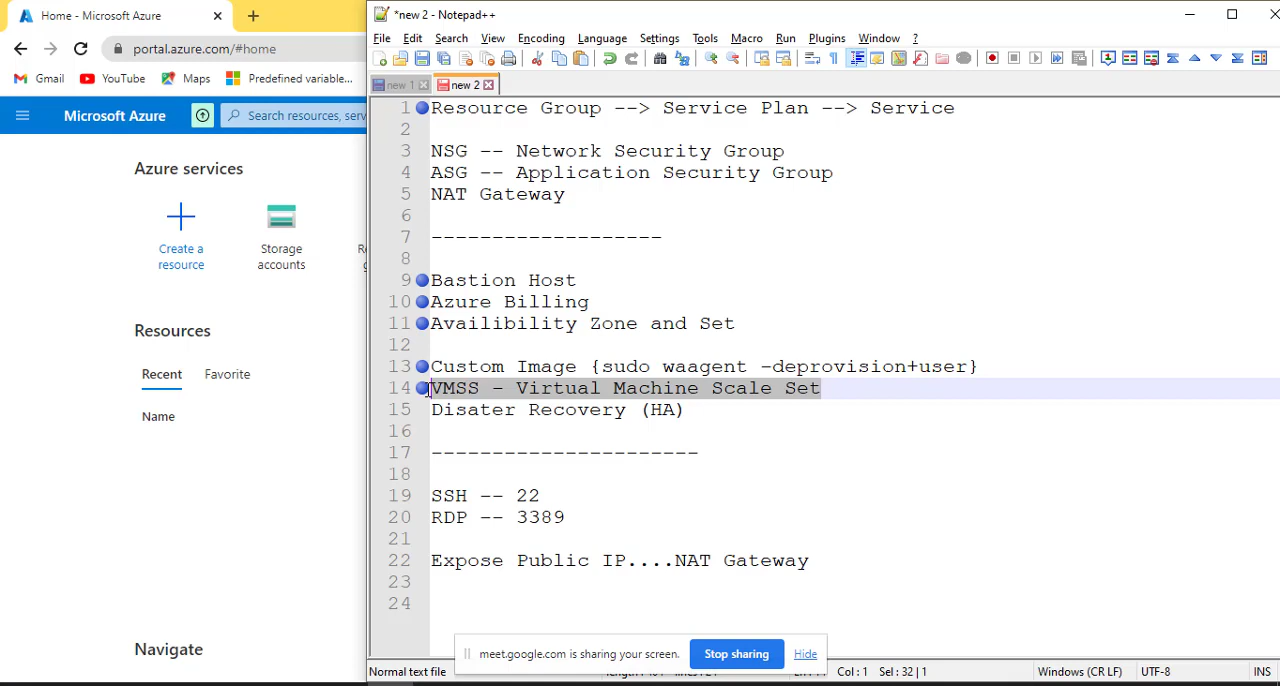 Home - Microsoft Azure
*new 2 - Notepad++
portal.azure.com/#home
File Edit Search View Encoding Language Settings Tools Macro Run Plugins Window ?
Gmail YouTube Maps Predefined variable...
new 1 new 2
Microsoft Azure
Search resources, serv
Azure services
Create a resource
Storage accounts
Resources
Recent Favorite
Name
Navigate
1 Resource Group --> Service Plan --> Service
2
3 NSG -- Network Security Group
4 ASG -- Application Security Group
5 NAT Gateway
6
7 -------------------
8
9 Bastion Host
10 Azure Billing
11 Availibility Zone and Set
12
13 Custom Image {sudo waagent -deprovision+user}
14 VMSS - Virtual Machine Scale Set
15 Disater Recovery (HA)
16
17 ----------------------
18
19 SSH -- 22
20 RDP -- 3389
21
22 Expose Public IP....NAT Gateway
23
24
meet.google.com is sharing your screen. Stop sharing Hide
Normal text file Col : 1 Sel : 32 | 1 Windows (CR LF) UTF-8 INS